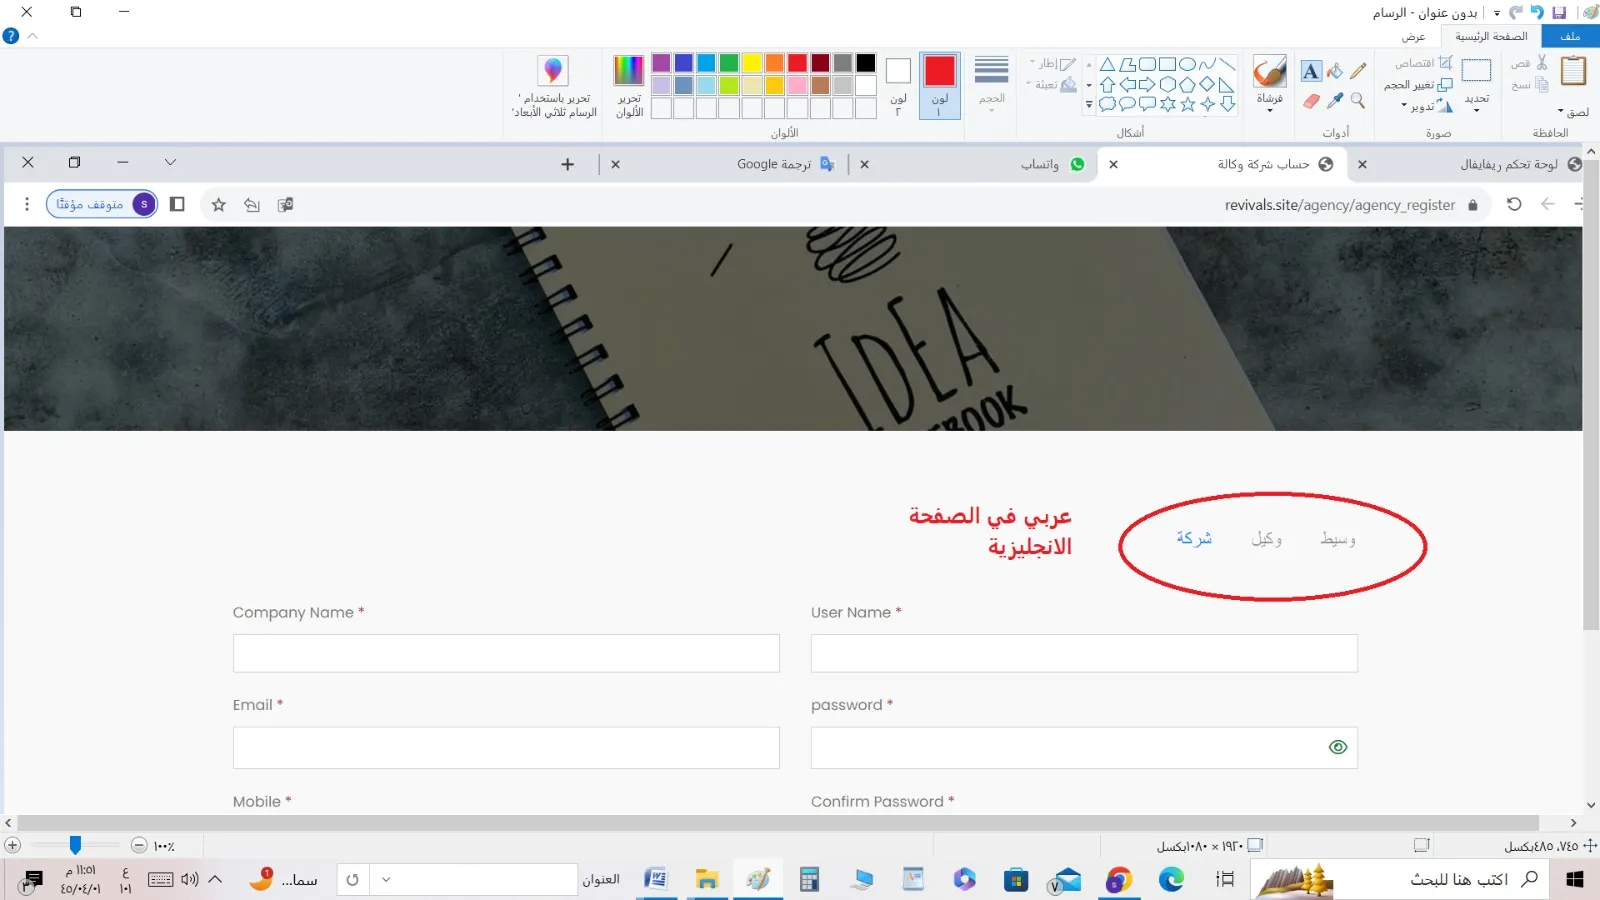 بدون عنوان - الرسام
ملف
الصفحة الرئيسية
عرض
لصق
قص
نسخ
الحافظة
تحديد
اقتصاص
تغيير الحجم
تدوير
صورة
A
أدوات
فرشاة
إطار
تعبئة
أشكال
الحجم
لون
١
لون
٢
تحرير
الألوان
الألوان
تحرير باستخدام '
الرسام ثلاثي الأبعاد'
لوحة تحكم ريفايفال
حساب شركة وكالة
واتساب
ترجمة Google
revivals.site/agency/agency_register
متوقف مؤقتًا
s
IDEA
BOOK
وسيط
وكيل
شركة
عربي في الصفحة
الانجليزية
Company Name *
User Name *
Email *
password *
Mobile *
Confirm Password *
٧٤٥، ٤٨٥بكسل
١٩٢٠ × ١٠٨٠بكسل
١٠٠٪
اكتب هنا للبحث
العنوان
سما...
1
ع
١٠١
١١:٥١ م
٤٥/٠٤/٠١
٣